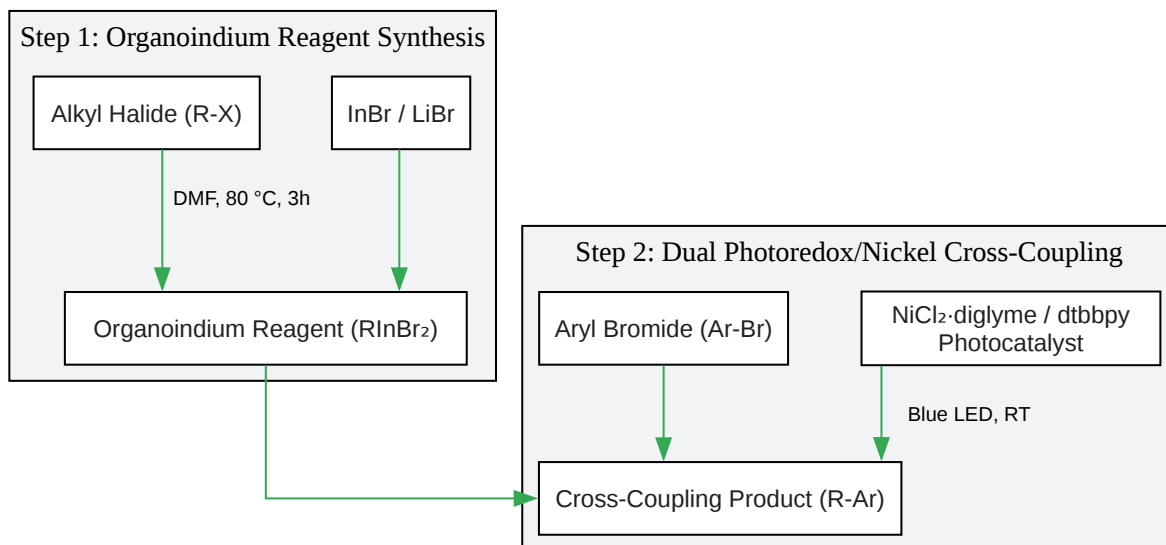 Step 1: Organoindium Reagent Synthesis
Alkyl Halide (R-X)
InBr / LiBr
DMF, 80 °C, 3h
Organoindium Reagent (RInBr₂)
Step 2: Dual Photoredox/Nickel Cross-Coupling
Aryl Bromide (Ar-Br)
NiCl₂·diglyme / dtbbpy
Photocatalyst
Blue LED, RT
Cross-Coupling Product (R-Ar)